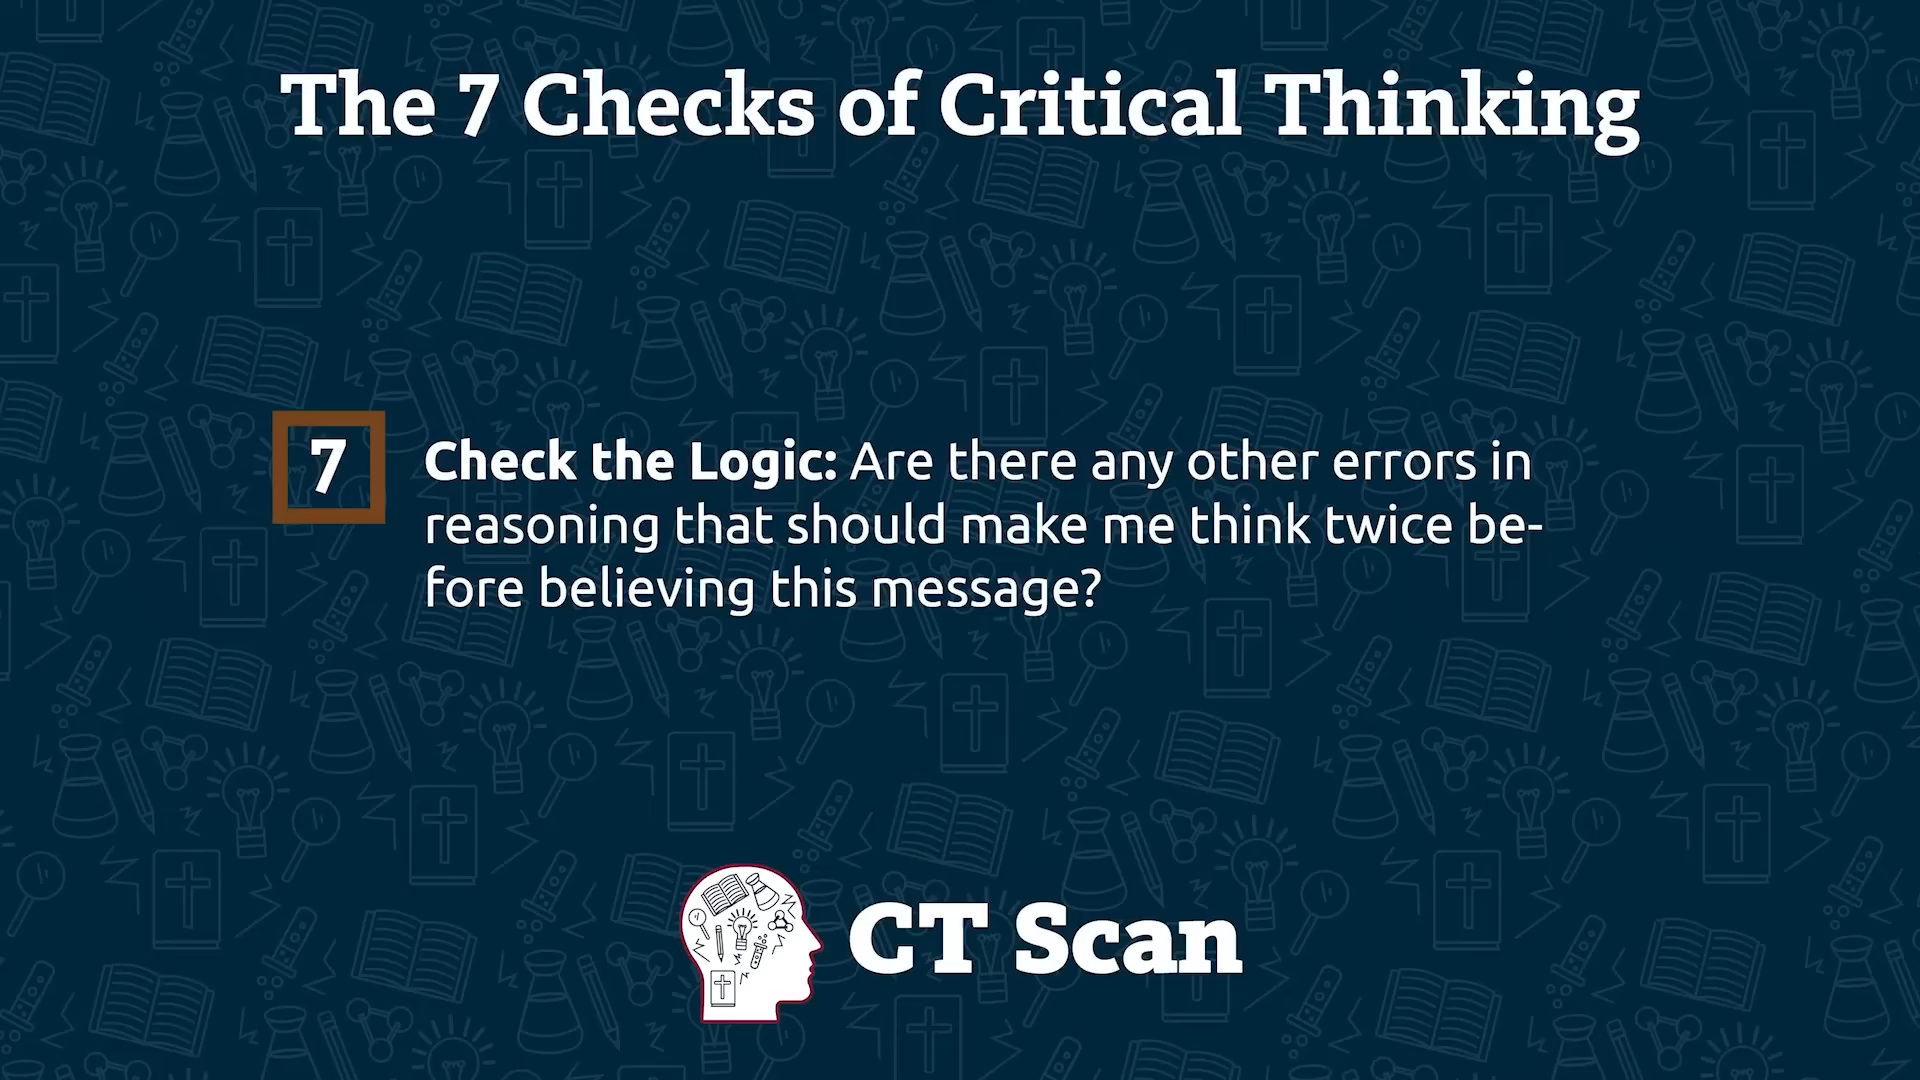 The 7 Checks of Critical Thinking
7
Check the Logic: Are there any other errors in
reasoning that should make me think twice be-
fore believing this message?
CT Scan